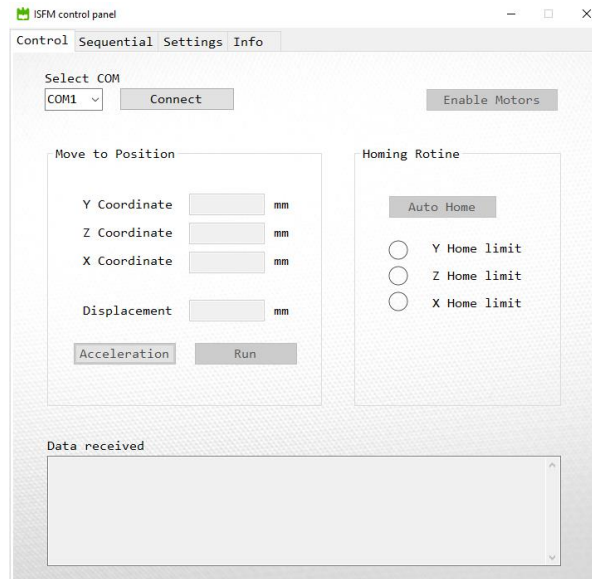 ISFM control panel
Control Sequential Settings Info
Select COM
COM1 Connect Enable Motors
Move to Position
Y Coordinate mm
Z Coordinate mm
X Coordinate mm
Displacement mm
Acceleration Run
Homing Rotine
Auto Home
Y Home limit
Z Home limit
X Home limit
Data received